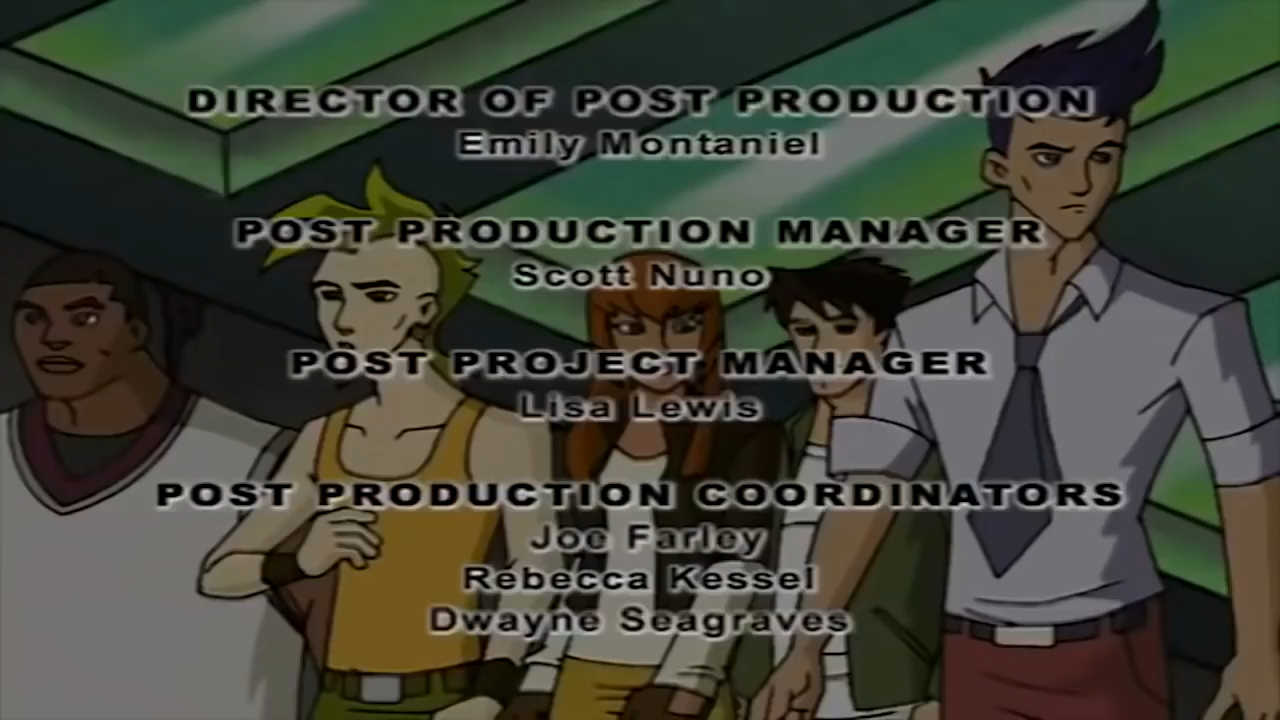 DIRECTOR OF POST PRODUCTION
Emily Montaniel
POST PRODUCTION MANAGER
Scott Nuno
POST PROJECT MANAGER
Lisa Lewis
POST PRODUCTION COORDINATORS
Joe Farley
Rebecca Kessel
Dwayne Seagraves